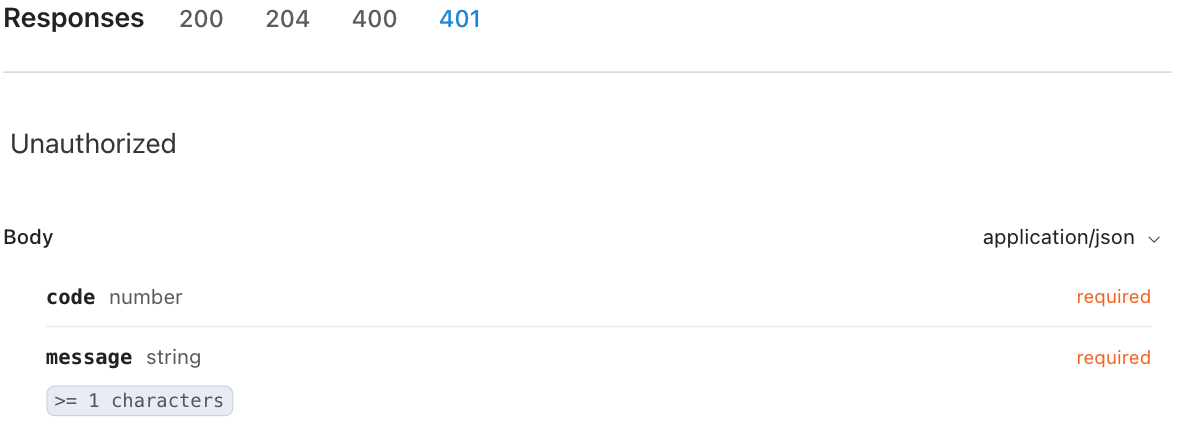 Responses 200 204 400 401
Unauthorized
Body application/json
code number required
message string required
>= 1 characters